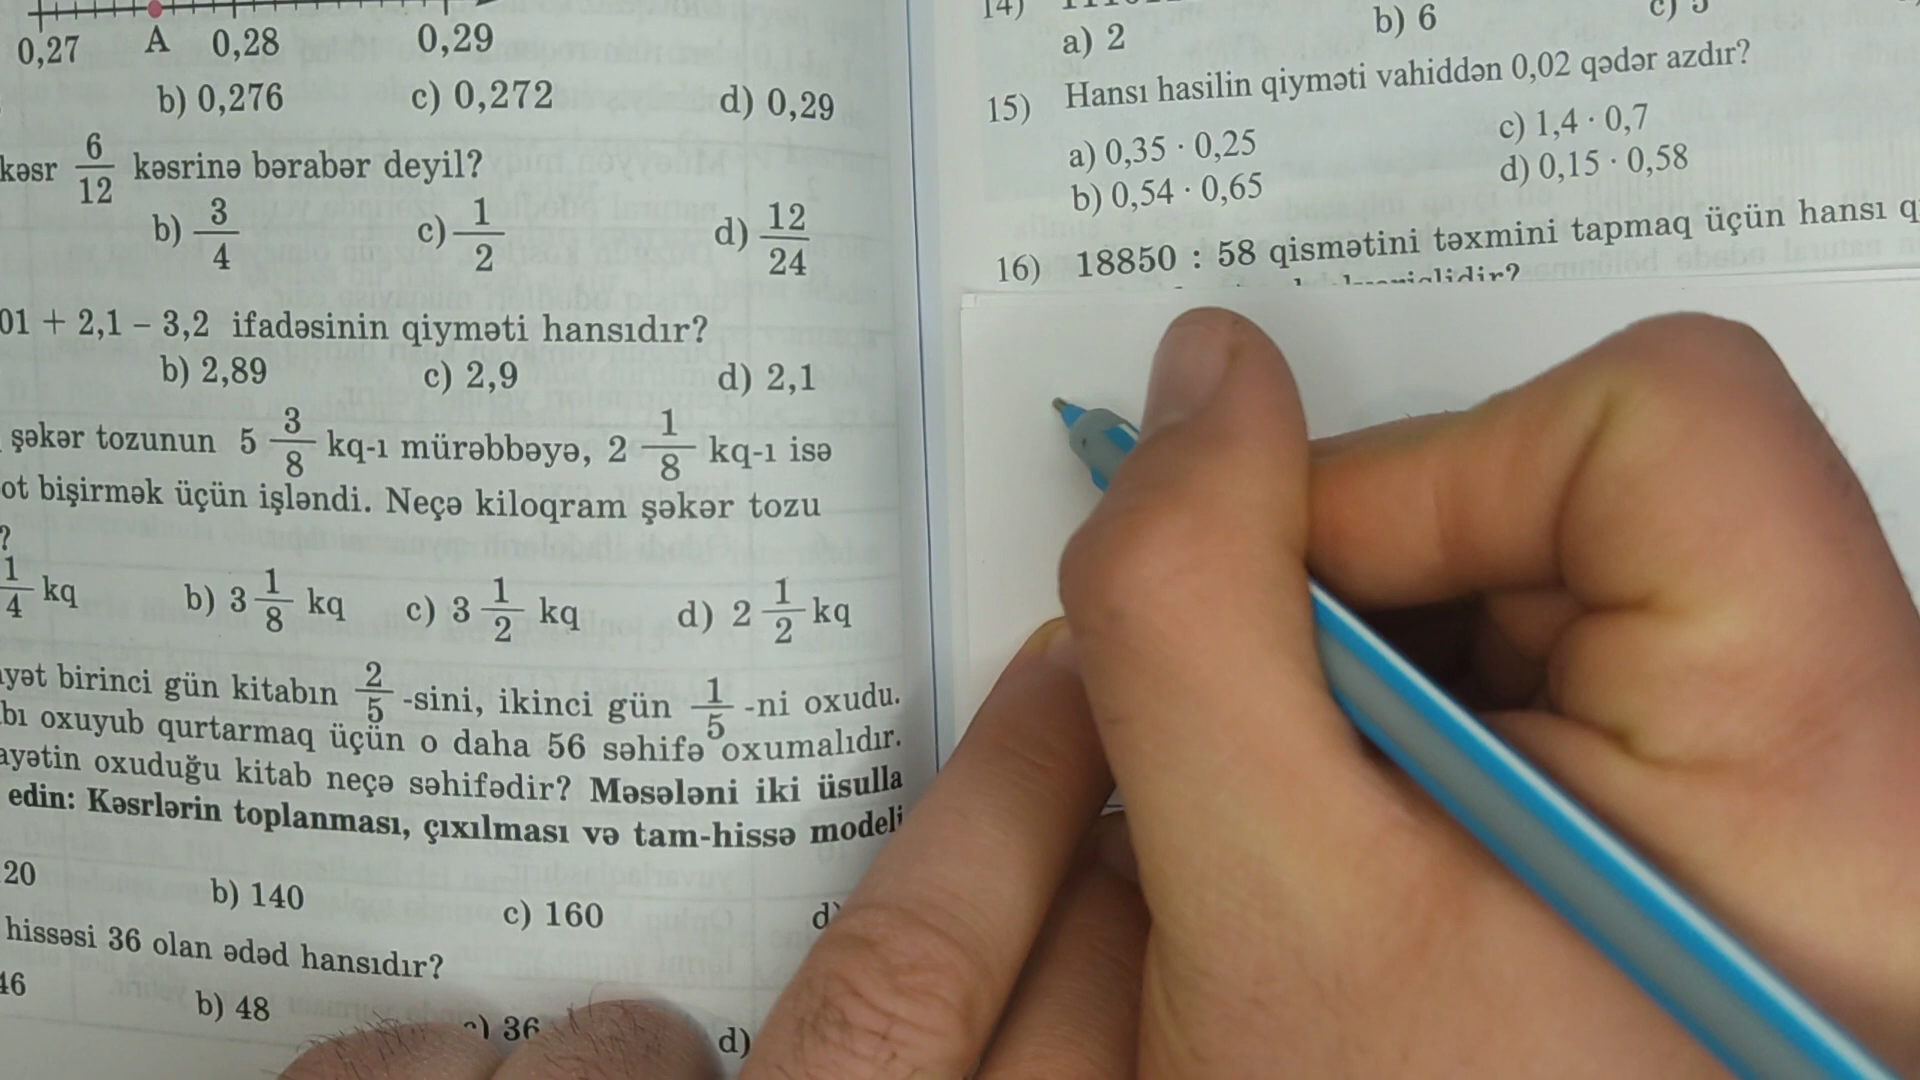 0,27 A 0,28 0,29
b) 0,276 c) 0,272 d) 0,29
kəsr 6/12 kəsrinə bərabər deyil?
b) 3/4 c) 1/2 d) 12/24
01 + 2,1 – 3,2 ifadəsinin qiyməti hansıdır?
b) 2,89 c) 2,9 d) 2,1
şəkər tozunun 5 3/8 kq-ı mürəbbəyə, 2 1/8 kq-ı isə
ot bişirmək üçün işləndi. Neçə kiloqram şəkər tozu
?
1/4 kq b) 3 1/8 kq c) 3 1/2 kq d) 2 1/2 kq
yət birinci gün kitabın 2/5 -sini, ikinci gün 1/5 -ni oxudu.
bı oxuyub qurtarmaq üçün o daha 56 səhifə oxumalıdır.
ayətin oxuduğu kitab neçə səhifədir? Məsələni iki üsulla
edin: Kəsrlərin toplanması, çıxılması və tam-hissə modeli
20 b) 140 c) 160 d)
hissəsi 36 olan ədəd hansıdır?
46 b) 48 c) 36 d)
14)
a) 2 b) 6 c) 5
15) Hansı hasilin qiyməti vahiddən 0,02 qədər azdır?
a) 0,35 · 0,25 c) 1,4 · 0,7
b) 0,54 · 0,65 d) 0,15 · 0,58
16) 18850 : 58 qismətini təxmini tapmaq üçün hansı q